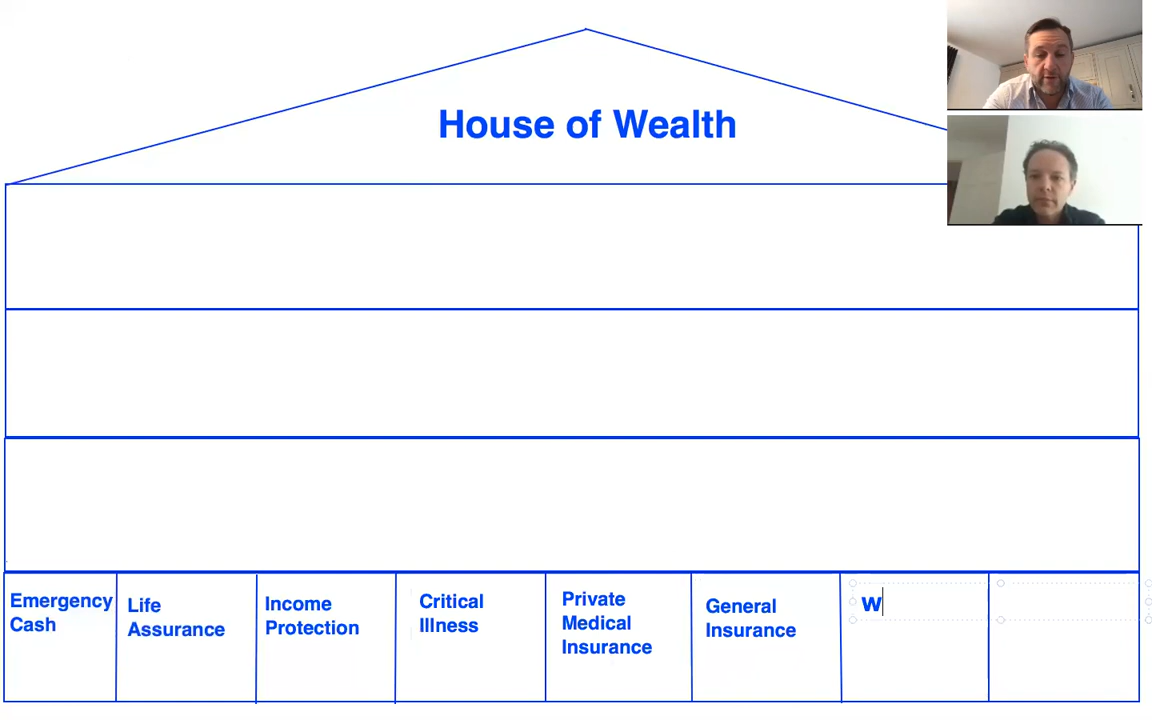 House of Wealth
Emergency
Cash
Life
Assurance
Income
Protection
Critical
Illness
Private
Medical
Insurance
General
Insurance
W